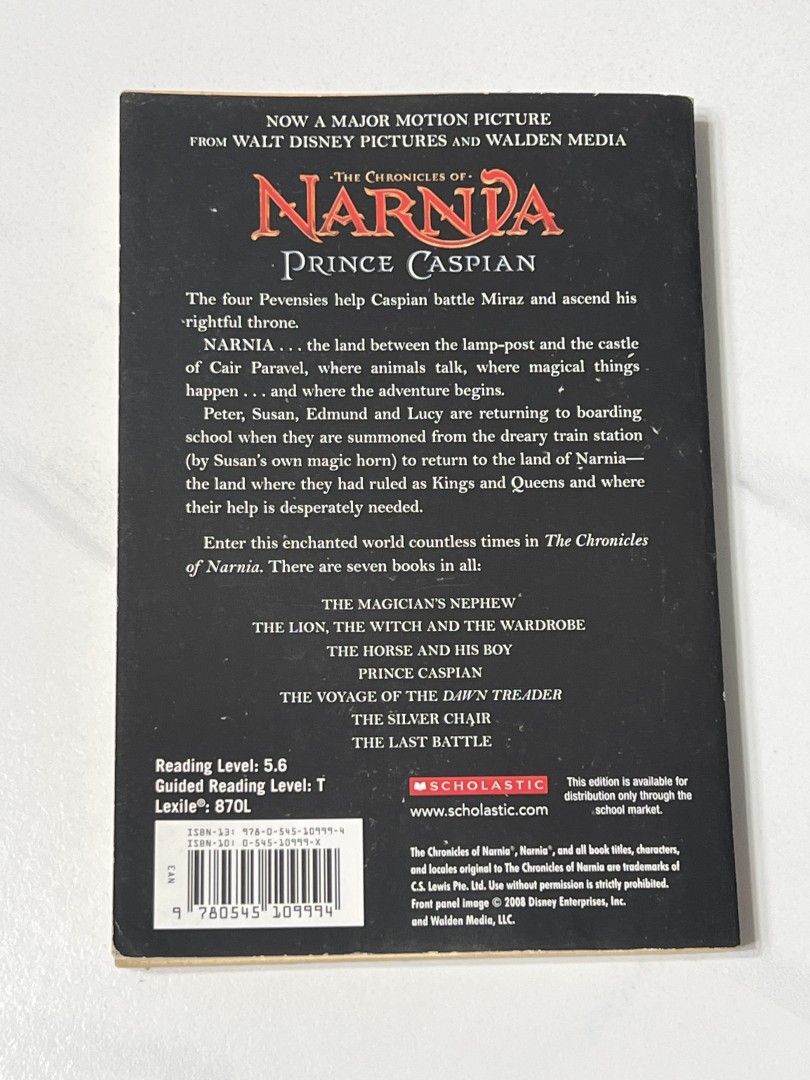 NOW A MAJOR MOTION PICTURE
FROM WALT DISNEY PICTURES AND WALDEN MEDIA
·THE CHRONICLES OF·
NARNIA
PRINCE CASPIAN
The four Pevensies help Caspian battle Miraz and ascend his
rightful throne.
NARNIA . . . the land between the lamp-post and the castle
of Cair Paravel, where animals talk, where magical things
happen . . . and where the adventure begins.
Peter, Susan, Edmund and Lucy are returning to boarding
school when they are summoned from the dreary train station
(by Susan's own magic horn) to return to the land of Narnia—
the land where they had ruled as Kings and Queens and where
their help is desperately needed.
Enter this enchanted world countless times in The Chronicles
of Narnia. There are seven books in all:
THE MAGICIAN'S NEPHEW
THE LION, THE WITCH AND THE WARDROBE
THE HORSE AND HIS BOY
PRINCE CASPIAN
THE VOYAGE OF THE DAWN TREADER
THE SILVER CHAIR
THE LAST BATTLE
Reading Level: 5.6
Guided Reading Level: T
Lexile®: 870L
SCHOLASTIC
www.scholastic.com
This edition is available for
distribution only through the
school market.
ISBN-13: 978-0-545-10999-4
ISBN-10: 0-545-10999-X
EAN
9 780545 109994
The Chronicles of Narnia®, Narnia®, and all book titles, characters,
and locales original to The Chronicles of Narnia are trademarks of
C.S. Lewis Pte. Ltd. Use without permission is strictly prohibited.
Front panel image © 2008 Disney Enterprises, Inc.
and Walden Media, LLC.